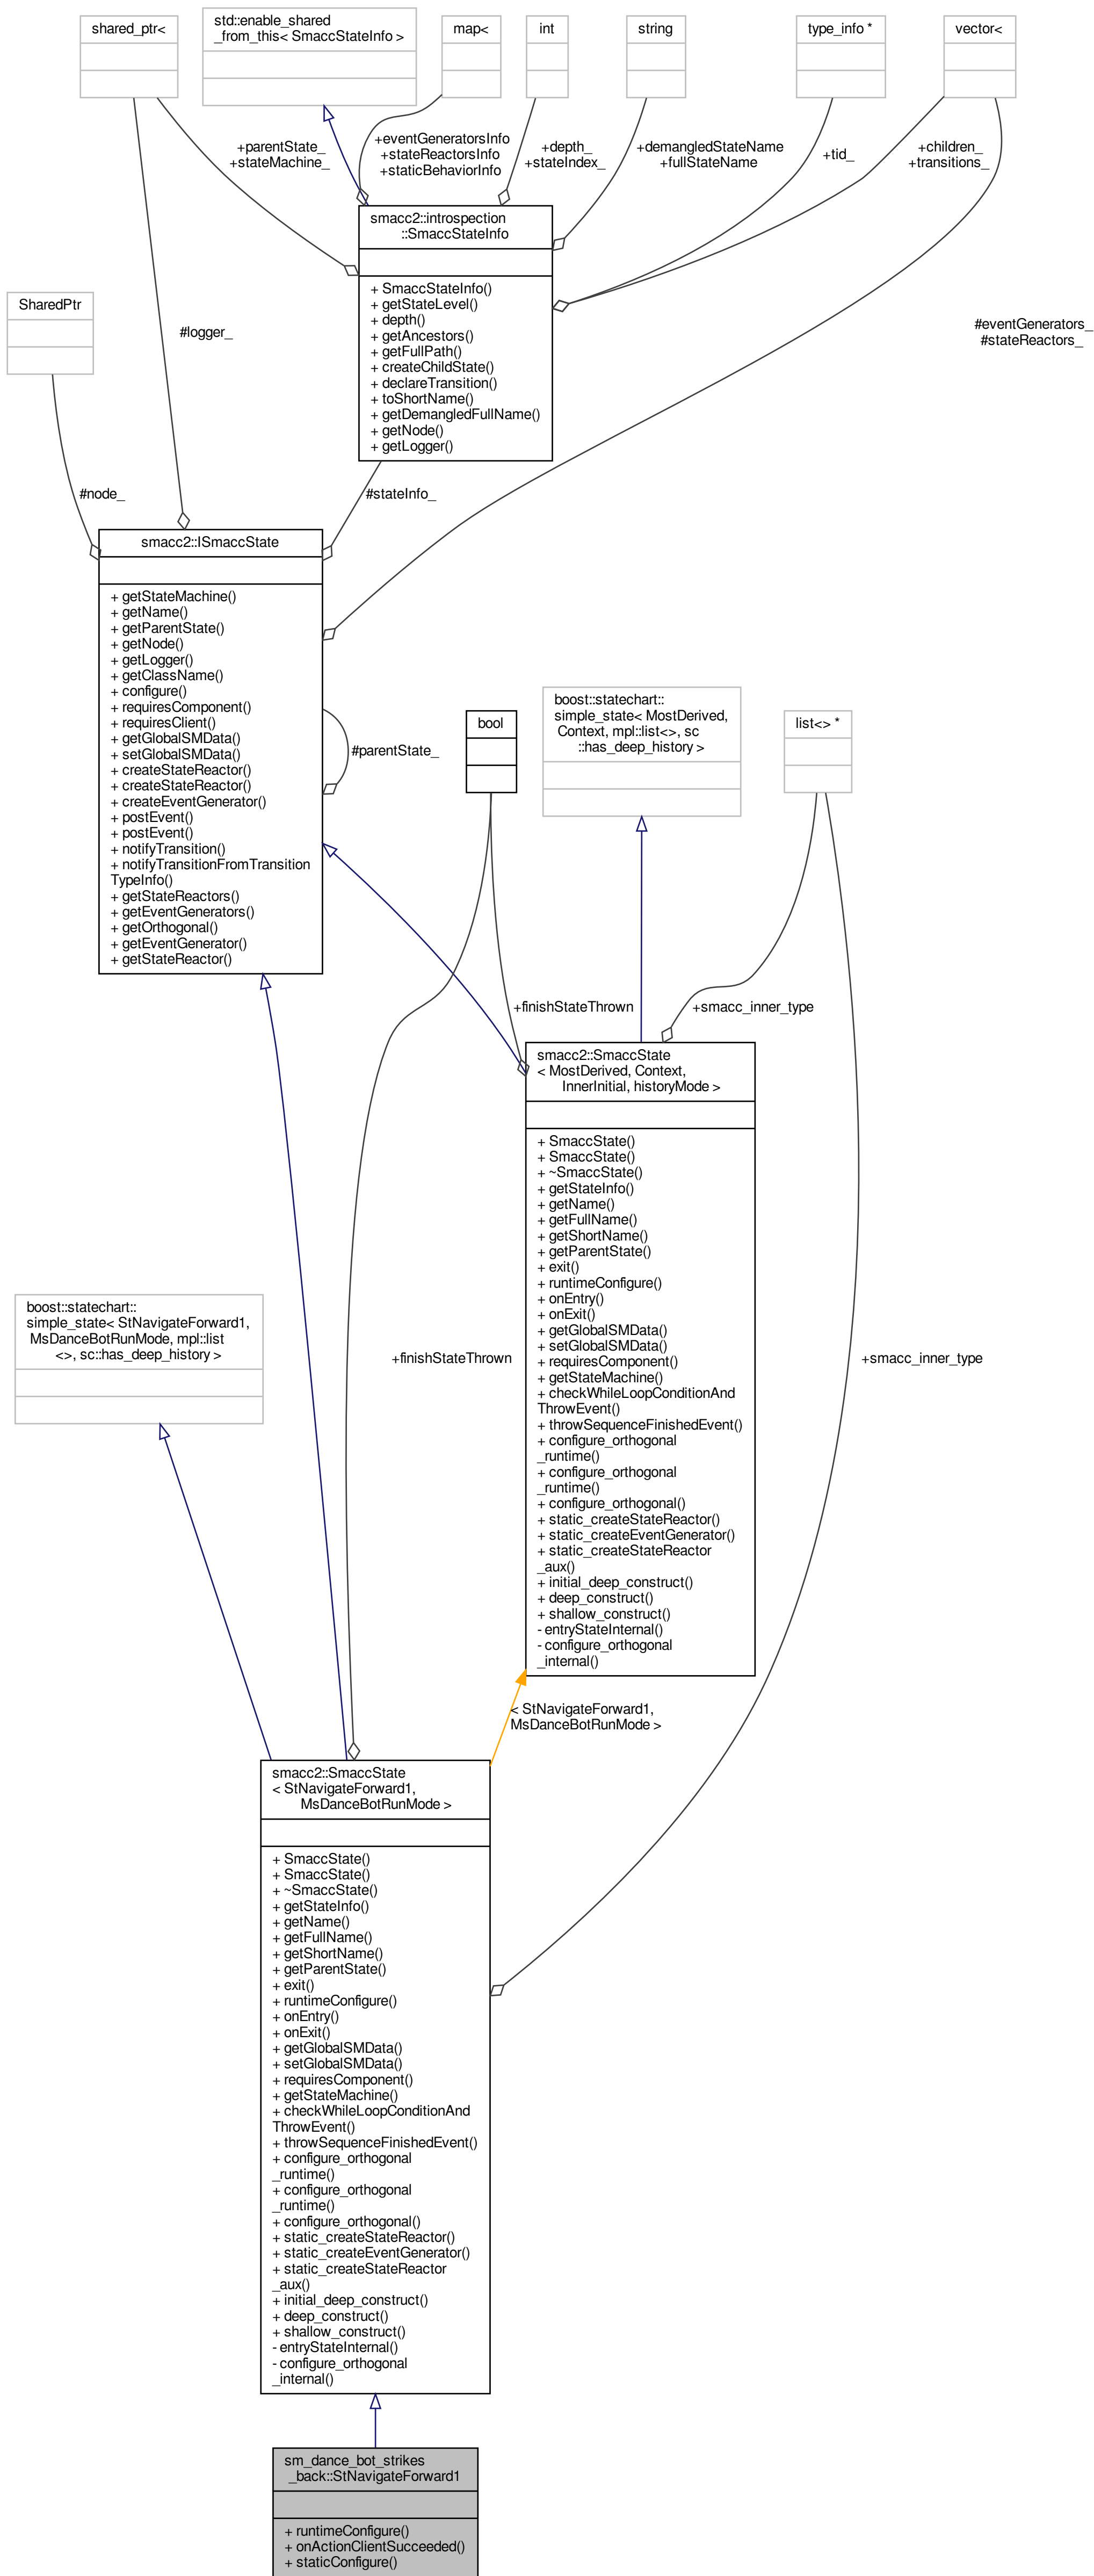 shared_ptr<
std::enable_shared
_from_this< SmaccStateInfo >
map<
int
string
type_info *
vector<
+parentState_
+stateMachine_
+eventGeneratorsInfo
+stateReactorsInfo
+staticBehaviorInfo
+depth_
+stateIndex_
+demangledStateName
+fullStateName
+tid_
+children_
+transitions_
smacc2::introspection
::SmaccStateInfo
+ SmaccStateInfo()
+ getStateLevel()
+ depth()
+ getAncestors()
+ getFullPath()
+ createChildState()
+ declareTransition()
+ toShortName()
+ getDemangledFullName()
+ getNode()
+ getLogger()
SharedPtr
#logger_
#eventGenerators_
#stateReactors_
#node_
#stateInfo_
smacc2::ISmaccState
+ getStateMachine()
+ getName()
+ getParentState()
+ getNode()
+ getLogger()
+ getClassName()
+ configure()
+ requiresComponent()
+ requiresClient()
+ getGlobalSMData()
+ setGlobalSMData()
+ createStateReactor()
+ createStateReactor()
+ createEventGenerator()
+ postEvent()
+ postEvent()
+ notifyTransition()
+ notifyTransitionFromTransition
TypeInfo()
+ getStateReactors()
+ getEventGenerators()
+ getOrthogonal()
+ getEventGenerator()
+ getStateReactor()
#parentState_
bool
boost::statechart::
simple_state< MostDerived,
Context, mpl::list<>, sc
::has_deep_history >
list<> *
+finishStateThrown
+smacc_inner_type
smacc2::SmaccState
< MostDerived, Context,
InnerInitial, historyMode >
+ SmaccState()
+ SmaccState()
+ ~SmaccState()
+ getStateInfo()
+ getName()
+ getFullName()
+ getShortName()
+ getParentState()
+ exit()
+ runtimeConfigure()
+ onEntry()
+ onExit()
+ getGlobalSMData()
+ setGlobalSMData()
+ requiresComponent()
+ getStateMachine()
+ checkWhileLoopConditionAnd
ThrowEvent()
+ throwSequenceFinishedEvent()
+ configure_orthogonal
_runtime()
+ configure_orthogonal
_runtime()
+ configure_orthogonal()
+ static_createStateReactor()
+ static_createEventGenerator()
+ static_createStateReactor
_aux()
+ initial_deep_construct()
+ deep_construct()
+ shallow_construct()
- entryStateInternal()
- configure_orthogonal
_internal()
boost::statechart::
simple_state< StNavigateForward1,
MsDanceBotRunMode, mpl::list
<>, sc::has_deep_history >
+finishStateThrown
+smacc_inner_type
< StNavigateForward1,
MsDanceBotRunMode >
smacc2::SmaccState
< StNavigateForward1,
MsDanceBotRunMode >
+ SmaccState()
+ SmaccState()
+ ~SmaccState()
+ getStateInfo()
+ getName()
+ getFullName()
+ getShortName()
+ getParentState()
+ exit()
+ runtimeConfigure()
+ onEntry()
+ onExit()
+ getGlobalSMData()
+ setGlobalSMData()
+ requiresComponent()
+ getStateMachine()
+ checkWhileLoopConditionAnd
ThrowEvent()
+ throwSequenceFinishedEvent()
+ configure_orthogonal
_runtime()
+ configure_orthogonal
_runtime()
+ configure_orthogonal()
+ static_createStateReactor()
+ static_createEventGenerator()
+ static_createStateReactor
_aux()
+ initial_deep_construct()
+ deep_construct()
+ shallow_construct()
- entryStateInternal()
- configure_orthogonal
_internal()
sm_dance_bot_strikes
_back::StNavigateForward1
+ runtimeConfigure()
+ onActionClientSucceeded()
+ staticConfigure()